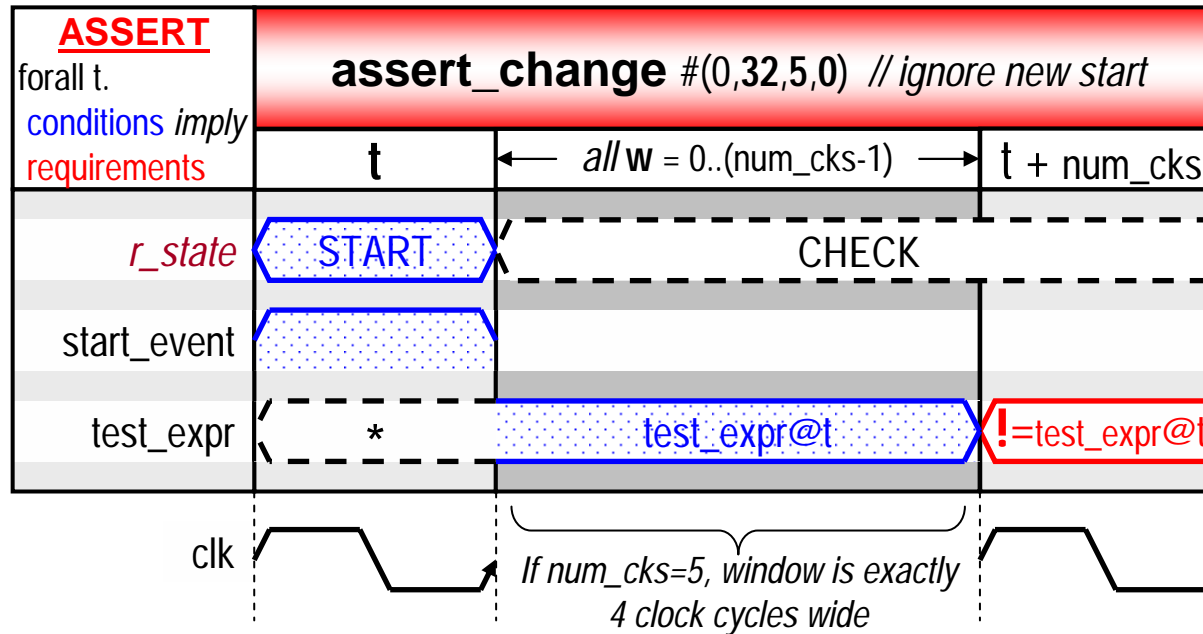 ASSERT
forall t.
conditions imply
requirements
assert_change #(0,32,5,0) // ignore new start
t
all w = 0..(num_cks-1)
t + num_cks
r_state
START
CHECK
start_event
test_expr
*
test_expr@t
!=test_expr@t
clk
If num_cks=5, window is exactly
4 clock cycles wide